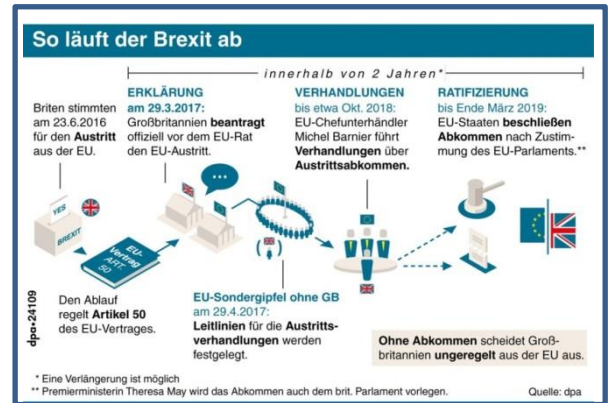 So läuft der Brexit ab
innerhalb von 2 Jahren*
Briten stimmten
am 23.6.2016
für den Austritt
aus der EU.
ERKLÄRUNG
am 29.3.2017:
Großbritannien beantragt
offiziell vor dem EU-Rat
den EU-Austritt.
VERHANDLUNGEN
bis etwa Okt. 2018:
EU-Chefunterhändler
Michel Barnier führt
Verhandlungen über
Austrittsabkommen.
RATIFIZIERUNG
bis Ende März 2019:
EU-Staaten beschließen
Abkommen nach Zustim-
mung des EU-Parlaments.**
YES
BREXIT
EU-
Vertrag
ART.
50
Den Ablauf
regelt Artikel 50
des EU-Vertrages.
EU-Sondergipfel ohne GB
am 29.4.2017:
Leitlinien für die Austritts-
verhandlungen werden
festgelegt.
Ohne Abkommen scheidet Groß-
britannien ungeregelt aus der EU aus.
dpa•24109
* Eine Verlängerung ist möglich
** Premierministerin Theresa May wird das Abkommen auch dem brit. Parlament vorlegen.
Quelle: dpa